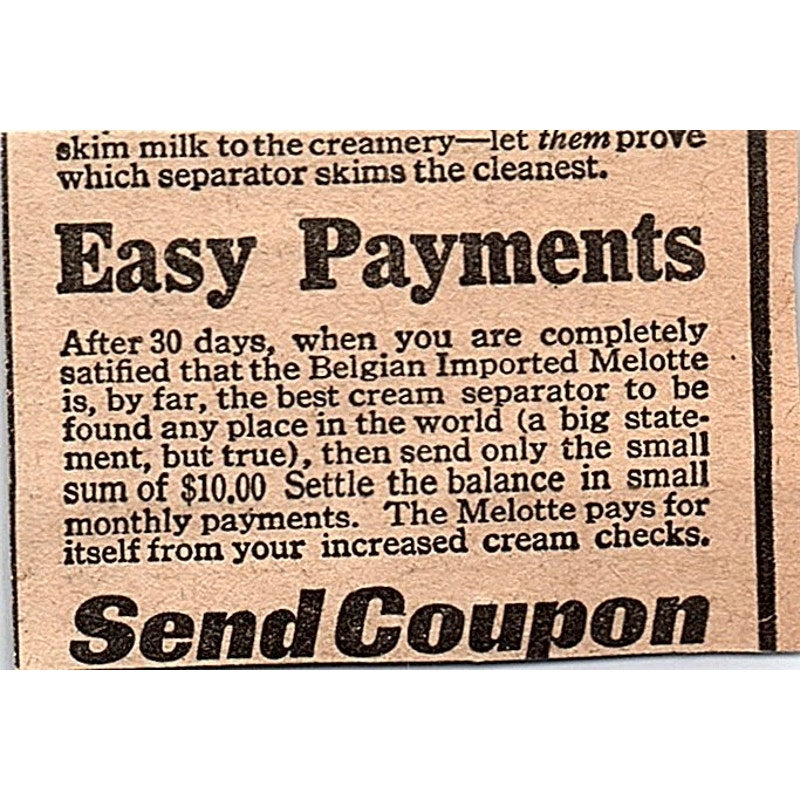 skim milk to the creamery—let them prove
which separator skims the cleanest.
Easy Payments
After 30 days, when you are completely
satified that the Belgian Imported Melotte
is, by far, the best cream separator to be
found any place in the world (a big state-
ment, but true), then send only the small
sum of $10.00 Settle the balance in small
monthly payments. The Melotte pays for
itself from your increased cream checks.
Send Coupon